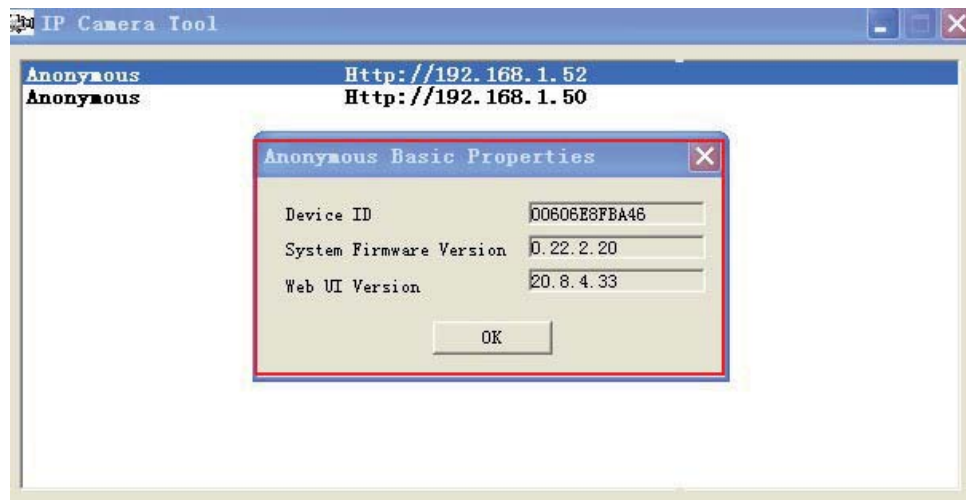 IP Camera Tool
Anonymous Http://192.168.1.52
Anonymous Http://192.168.1.50
Anonymous Basic Properties
Device ID 00606E8FBA46
System Firmware Version 0.22.2.20
Web UI Version 20.8.4.33
OK